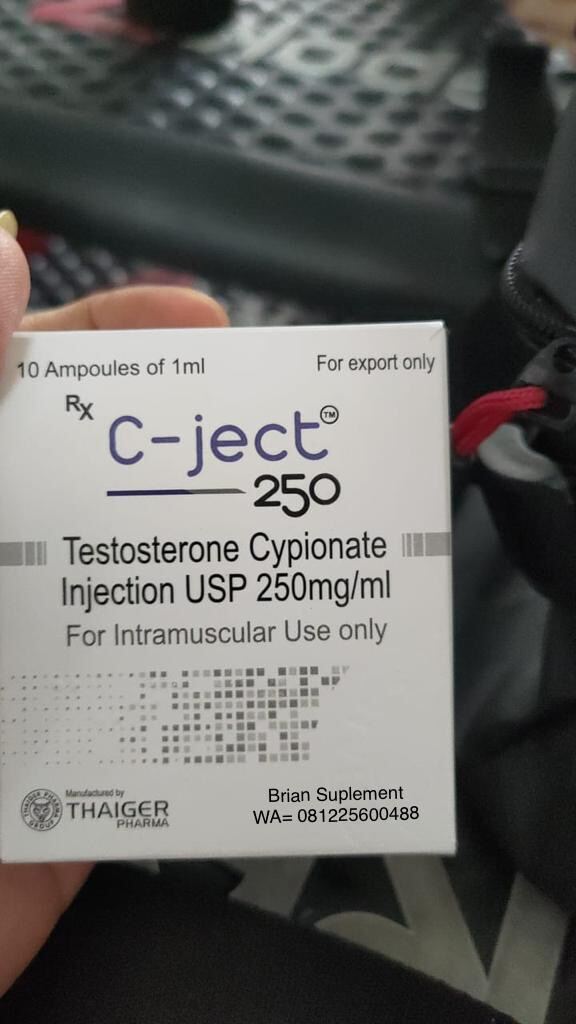 10 Ampoules of 1ml
For export only
Rx
C-ject™
250
Testosterone Cypionate
Injection USP 250mg/ml
For Intramuscular Use only
Manufactured by
THAIGER
PHARMA
Brian Suplement
WA= 081225600488